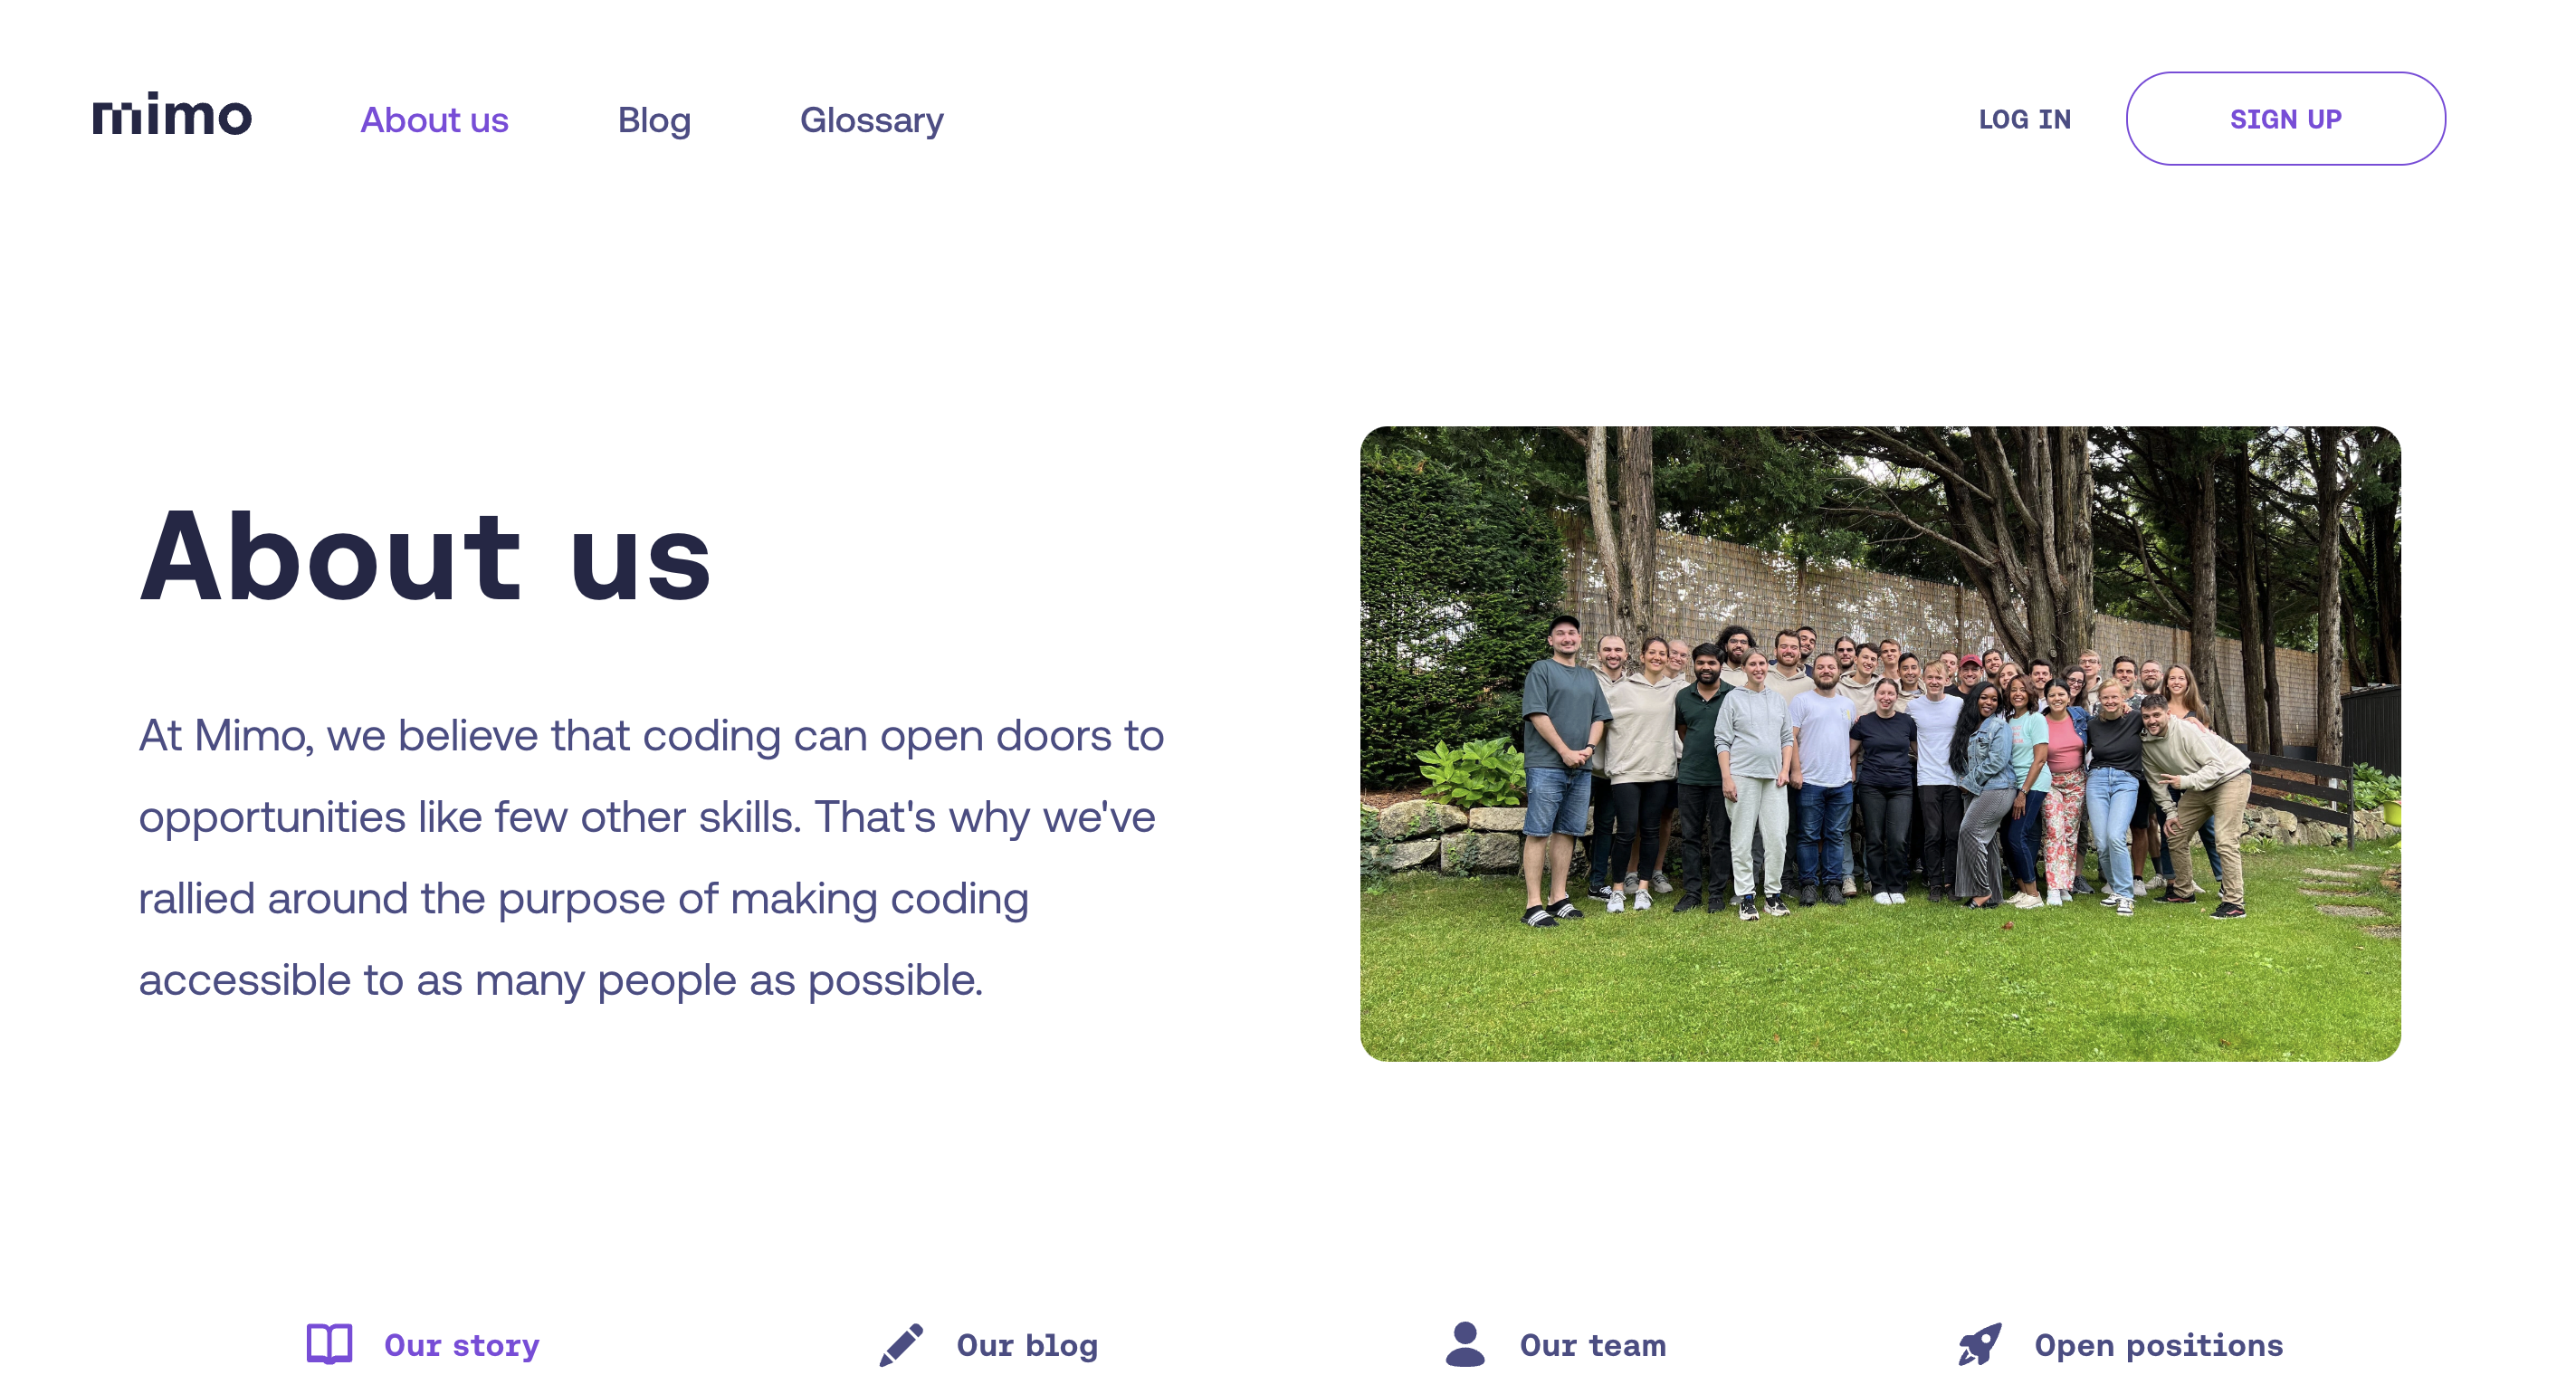 mimo
About us
Blog
Glossary
LOG IN
SIGN UP
About us
At Mimo, we believe that coding can open doors to
opportunities like few other skills. That's why we've
rallied around the purpose of making coding
accessible to as many people as possible.
Our story
Our blog
Our team
Open positions